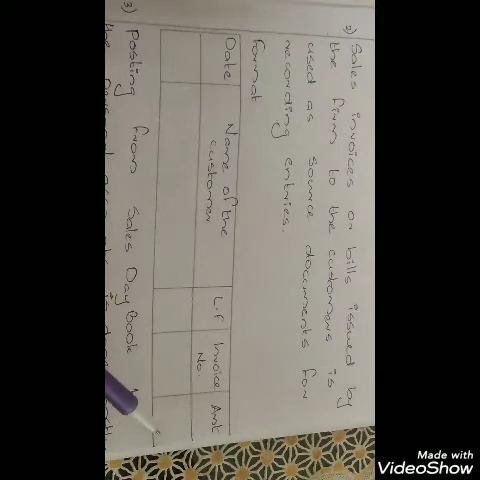 2) Sales invoices or bills issued by
the firm to the customers is
used as source documents for
recording entries.
Format
Date Name of the customer L.F Invoice No. Amt
3) Posting from Sales Day Book
the
Made with
VideoShow